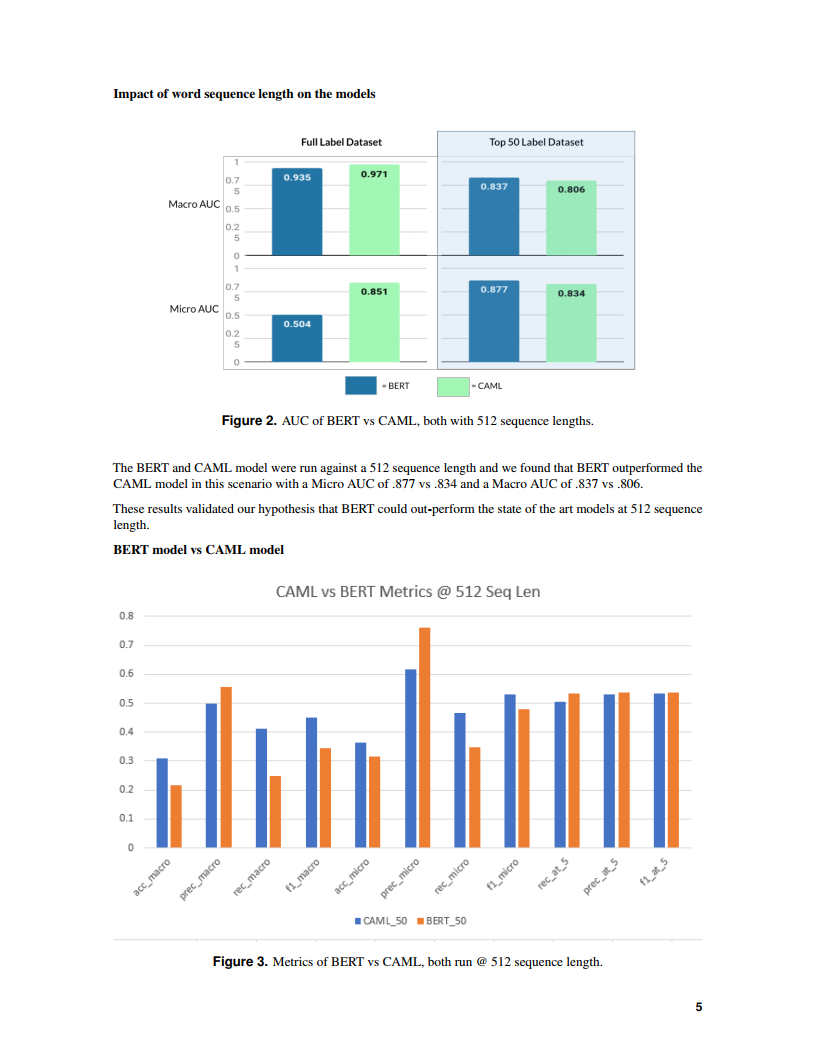 Impact of word sequence length on the models
Full Label Dataset
Top 50 Label Dataset
Macro AUC
1
0.7
5
0.5
0.2
5
0
0.935
0.971
0.837
0.806
Micro AUC
1
0.7
5
0.5
0.2
5
0
0.504
0.851
0.877
0.834
= BERT
= CAML
Figure 2. AUC of BERT vs CAML, both with 512 sequence lengths.
The BERT and CAML model were run against a 512 sequence length and we found that BERT outperformed the
CAML model in this scenario with a Micro AUC of .877 vs .834 and a Macro AUC of .837 vs .806.
These results validated our hypothesis that BERT could out-perform the state of the art models at 512 sequence
length.
BERT model vs CAML model
CAML vs BERT Metrics @ 512 Seq Len
0.8
0.7
0.6
0.5
0.4
0.3
0.2
0.1
0
acc_macro
prec_macro
rec_macro
f1_macro
acc_micro
prec_micro
rec_micro
f1_micro
rec_at_5
prec_at_5
f1_at_5
CAML_50
BERT_50
Figure 3. Metrics of BERT vs CAML, both run @ 512 sequence length.
5